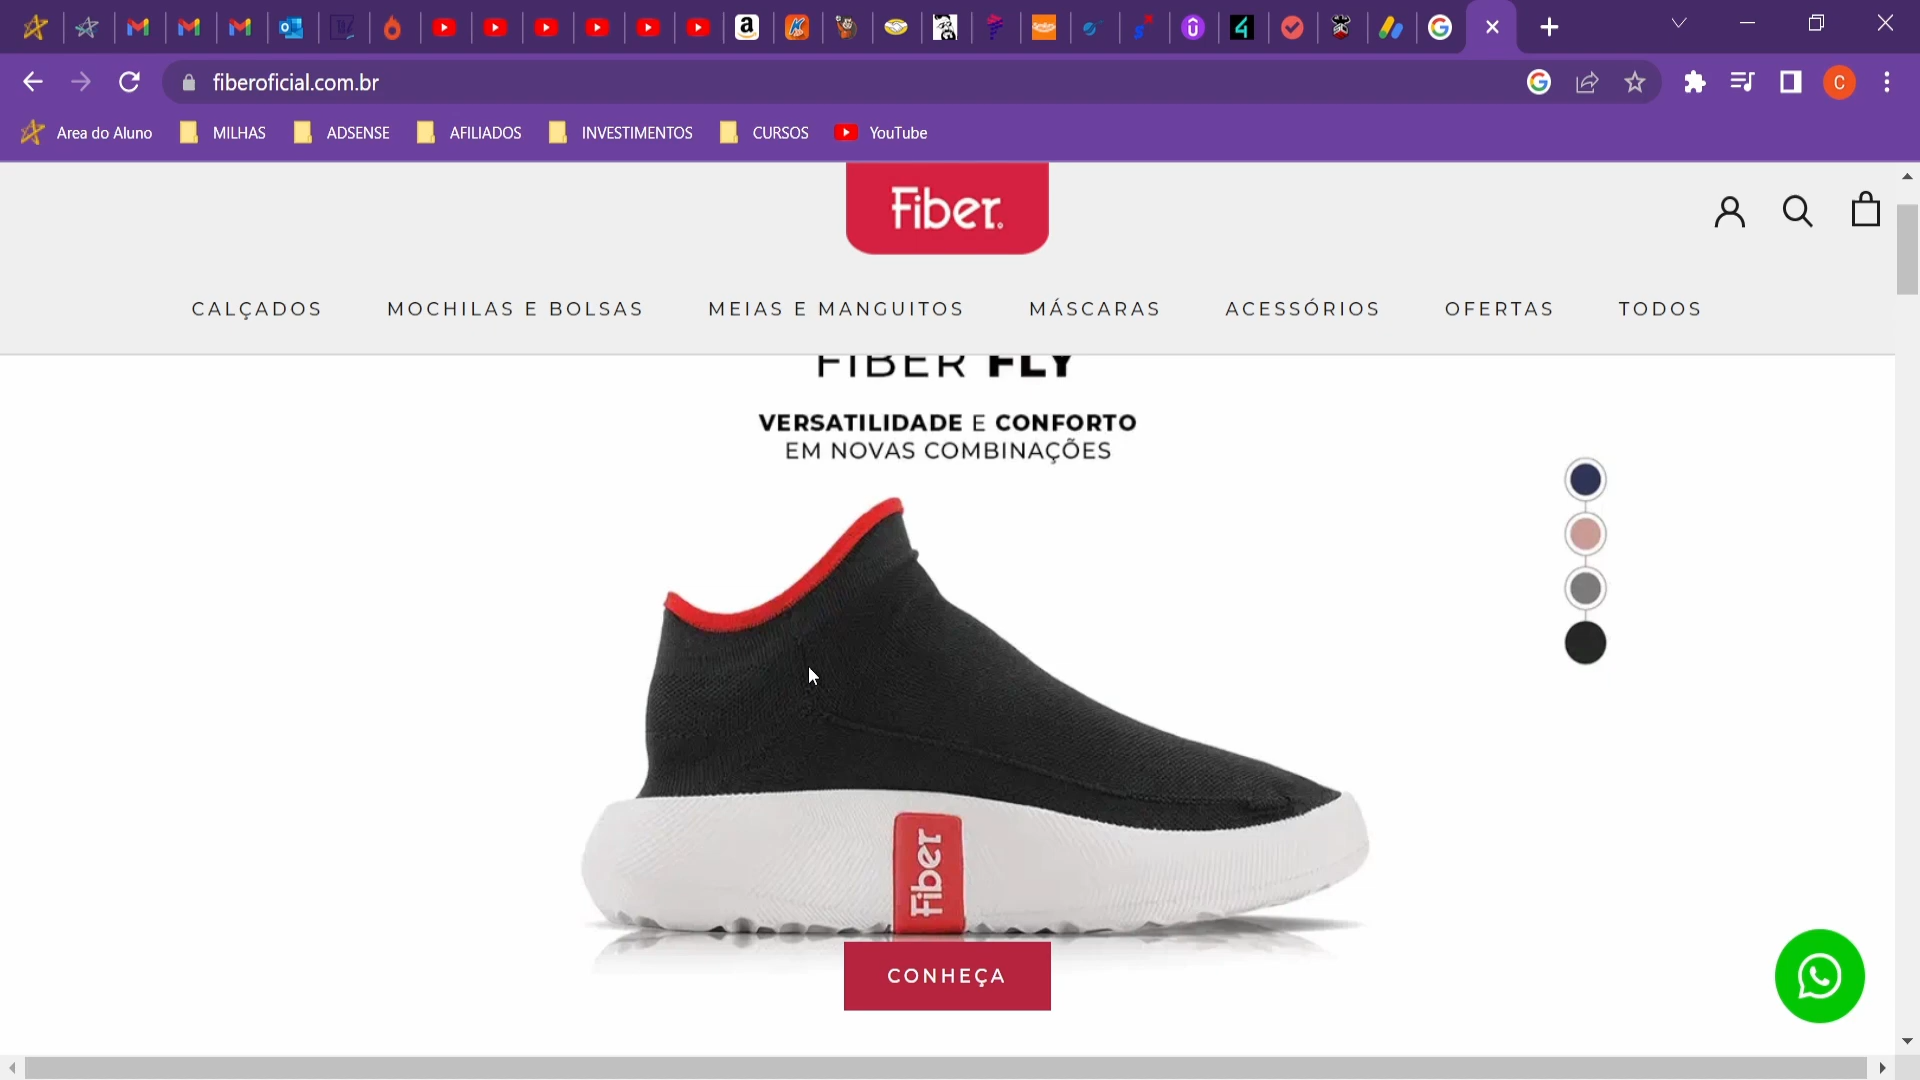 fiberoficial.com.br
C
Area do Aluno
MILHAS
ADSENSE
AFILIADOS
INVESTIMENTOS
CURSOS
YouTube
Fiber.
CALÇADOS
MOCHILAS E BOLSAS
MEIAS E MANGUITOS
MÁSCARAS
ACESSÓRIOS
OFERTAS
TODOS
FIBER FLY
VERSATILIDADE E CONFORTO
EM NOVAS COMBINAÇÕES
Fiber
CONHEÇA